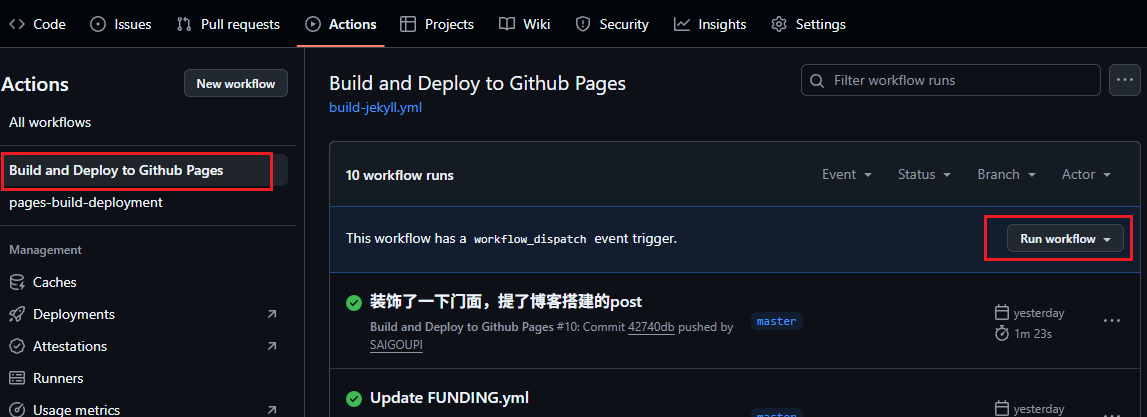 Code Issues Pull requests Actions Projects Wiki Security Insights Settings
Actions
New workflow
All workflows
Build and Deploy to Github Pages
pages-build-deployment
Management
Caches
Deployments
Attestations
Runners
Usage metrics
Build and Deploy to Github Pages
build-jekyll.yml
Filter workflow runs
10 workflow runs
Event Status Branch Actor
This workflow has a workflow_dispatch event trigger.
Run workflow
装饰了一下门面，提了博客搭建的post
Build and Deploy to Github Pages #10: Commit 42740db pushed by
SAIGOUPI
master
yesterday
1m 23s
Update FUNDING.yml
master
yesterday